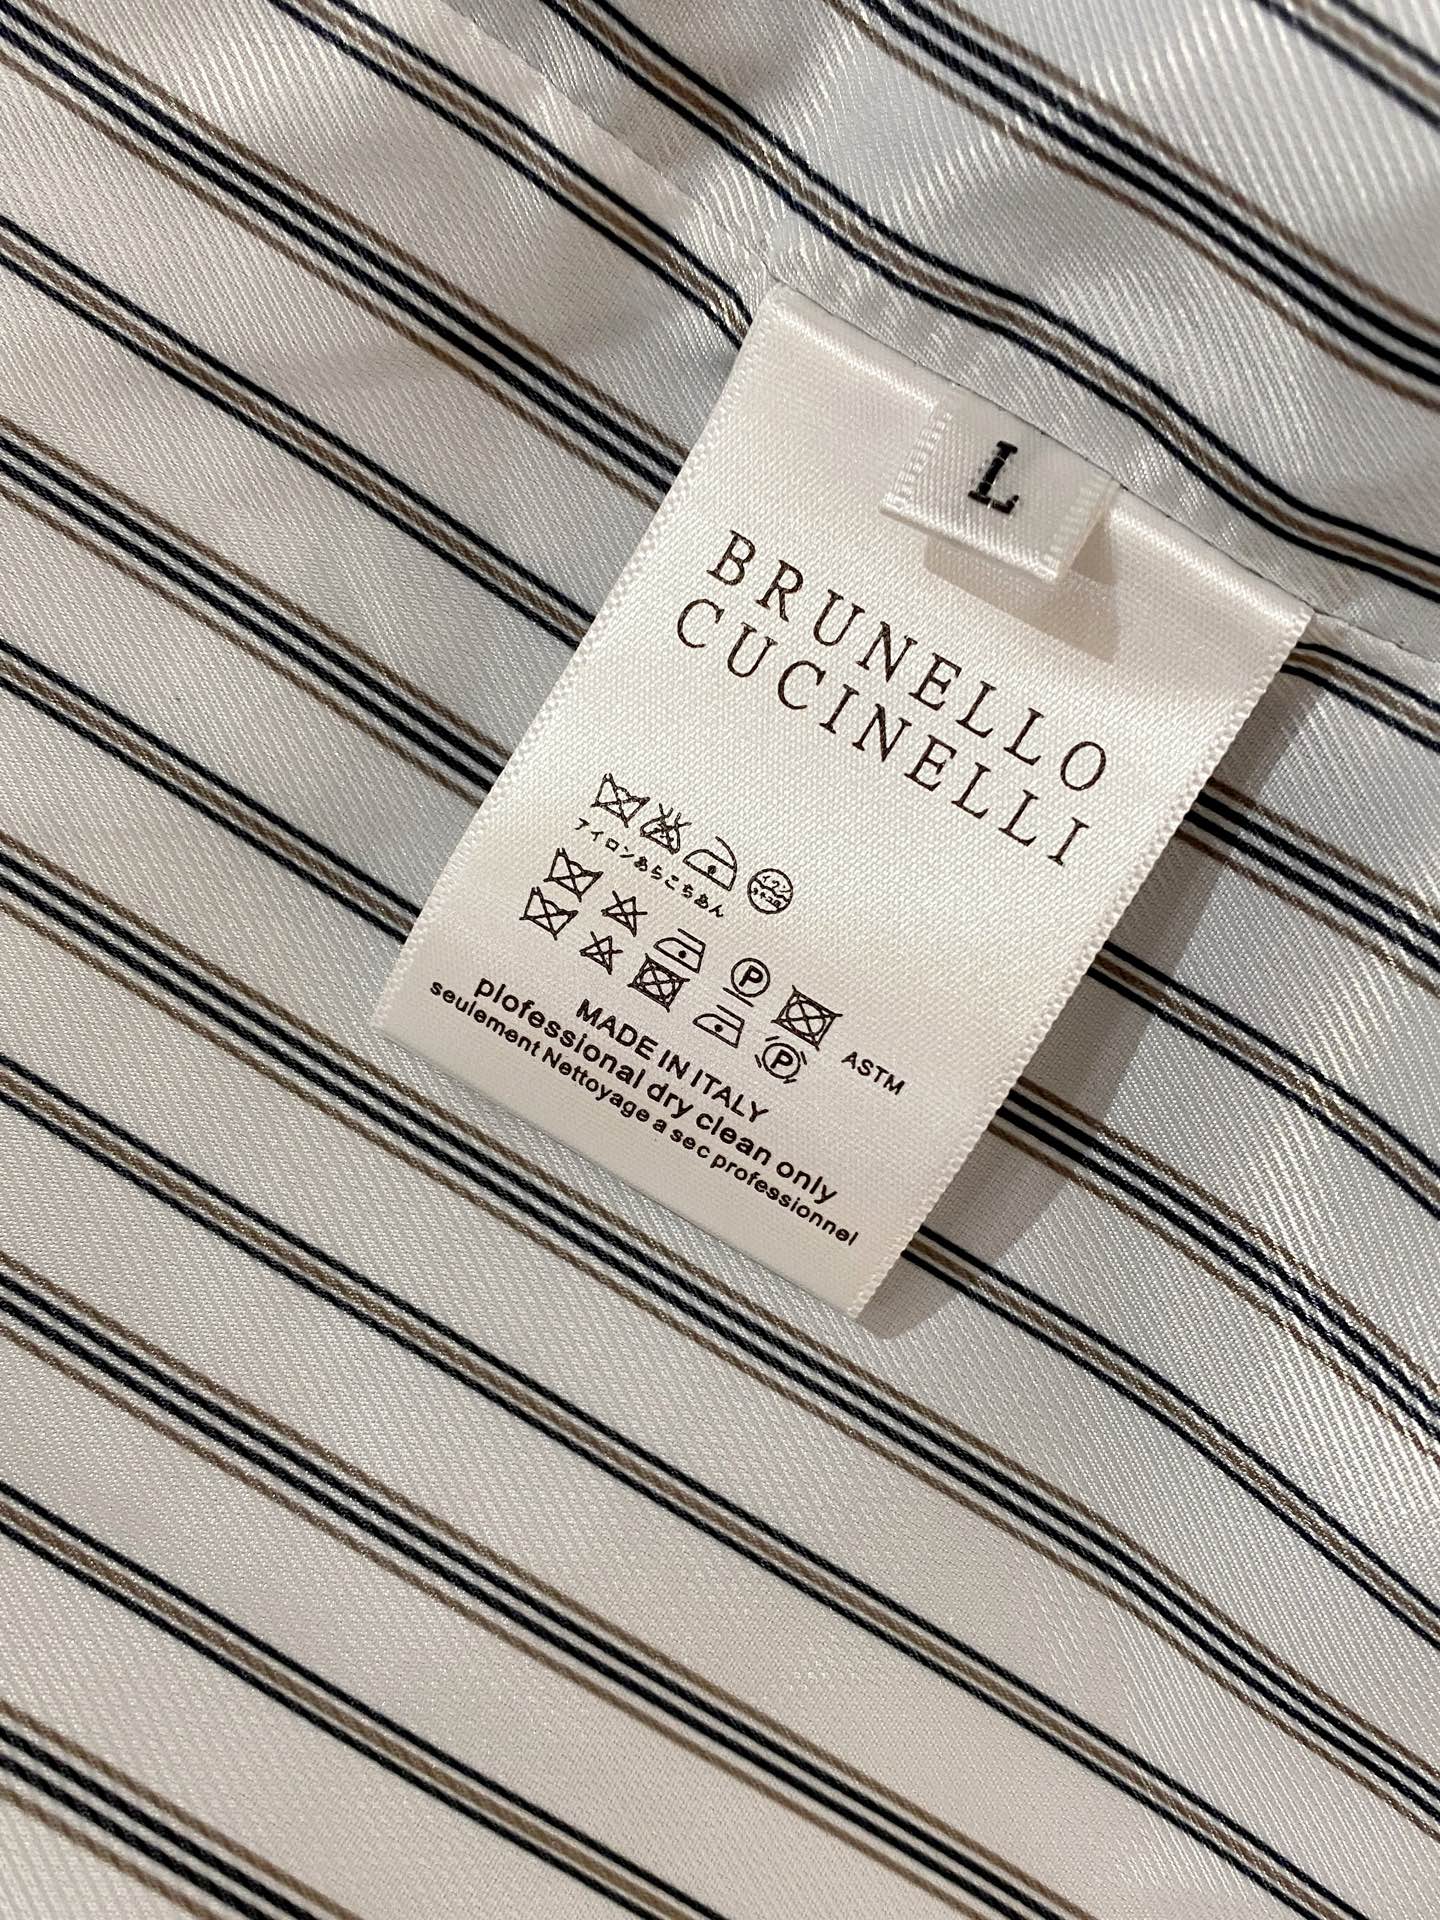 L
BRUNELLO
CUCINELLI
アイロンあらこちあん
P
ASTM
P
MADE IN ITALY
plofessional dry clean only
seulement Nettoyage a sec professionnel